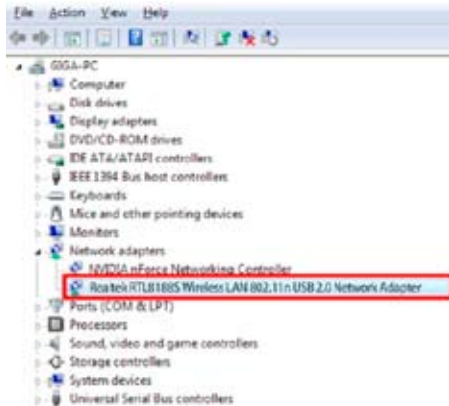 File Action View Help
GIGA-PC
Computer
Disk drives
Display adapters
DVD/CD-ROM drives
IDE ATA/ATAPI controllers
IEEE 1394 Bus host controllers
Keyboards
Mice and other pointing devices
Monitors
Network adapters
NVIDIA nForce Networking Controller
Realtek RTL8188S Wireless LAN 802.11n USB 2.0 Network Adapter
Ports (COM & LPT)
Processors
Sound, video and game controllers
Storage controllers
System devices
Universal Serial Bus controllers